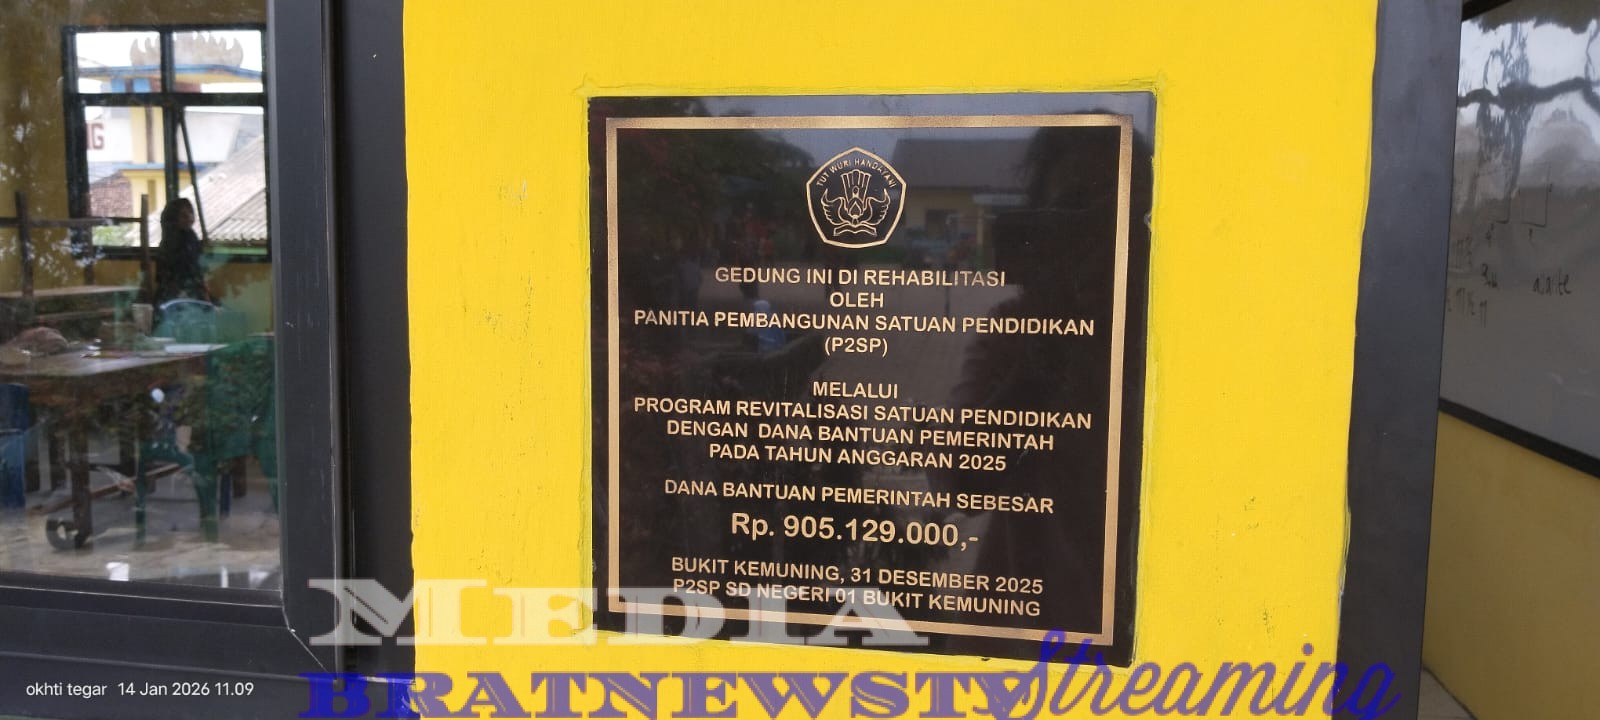 TUT WURI HANDAYANI
GEDUNG INI DI REHABILITASI
OLEH
PANITIA PEMBANGUNAN SATUAN PENDIDIKAN
(P2SP)
MELALUI
PROGRAM REVITALISASI SATUAN PENDIDIKAN
DENGAN DANA BANTUAN PEMERINTAH
PADA TAHUN ANGGARAN 2025
DANA BANTUAN PEMERINTAH SEBESAR
Rp. 905.129.000,-
BUKIT KEMUNING, 31 DESEMBER 2025
P2SP SD NEGERI 01 BUKIT KEMUNING
MEDIA
BRATNEWSTV Streaming
okhti tegar 14 Jan 2026 11.09